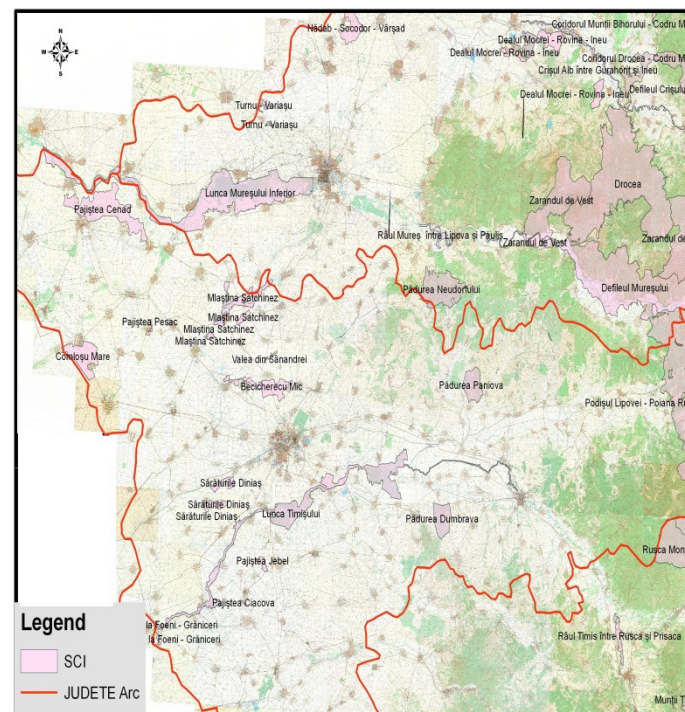 Nădab - Socodor - Vărșad
Coridorul Munții Bihorului - Codru M
Dealul Mocrei - Rovina - Ineu
Dealul Mocrei - Rovina - Ineu
Coridorul Drocea - Codru M
Crișul Alb între Gurahonț și Ineu
Defileul Crișului
Dealul Mocrei - Rovina - Ineu
N
W E
S
Turnu - Variașu
Turnu - Variașu
Lunca Mureșului Inferior
Drocea
Zarandul de Vest
Pajiștea Cenad
Râul Mureș între Lipova și Păuliș
Zarandul de Vest
Zarandul de
Defileul Mureșului
Pădurea Neudorfului
Mlaștina Satchinez
Mlaștina Satchinez
Pajiștea Pesac
Mlaștina Satchinez
Mlaștina Satchinez
Comloșu Mare
Valea din Sânandrei
Becicherecu Mic
Pădurea Paniova
Podișul Lipovei - Poiana Ru
Sărăturile Diniaș
Sărăturile Diniaș
Sărăturile Diniaș
Lunca Timișului
Pădurea Dumbrava
Rusca Mon
Pajiștea Jebel
Pajiștea Ciacova
la Foeni - Grăniceri
la Foeni - Grăniceri
Râul Timiș între Rusca și Prisaca
Munții T
Legend
SCI
JUDETE Arc